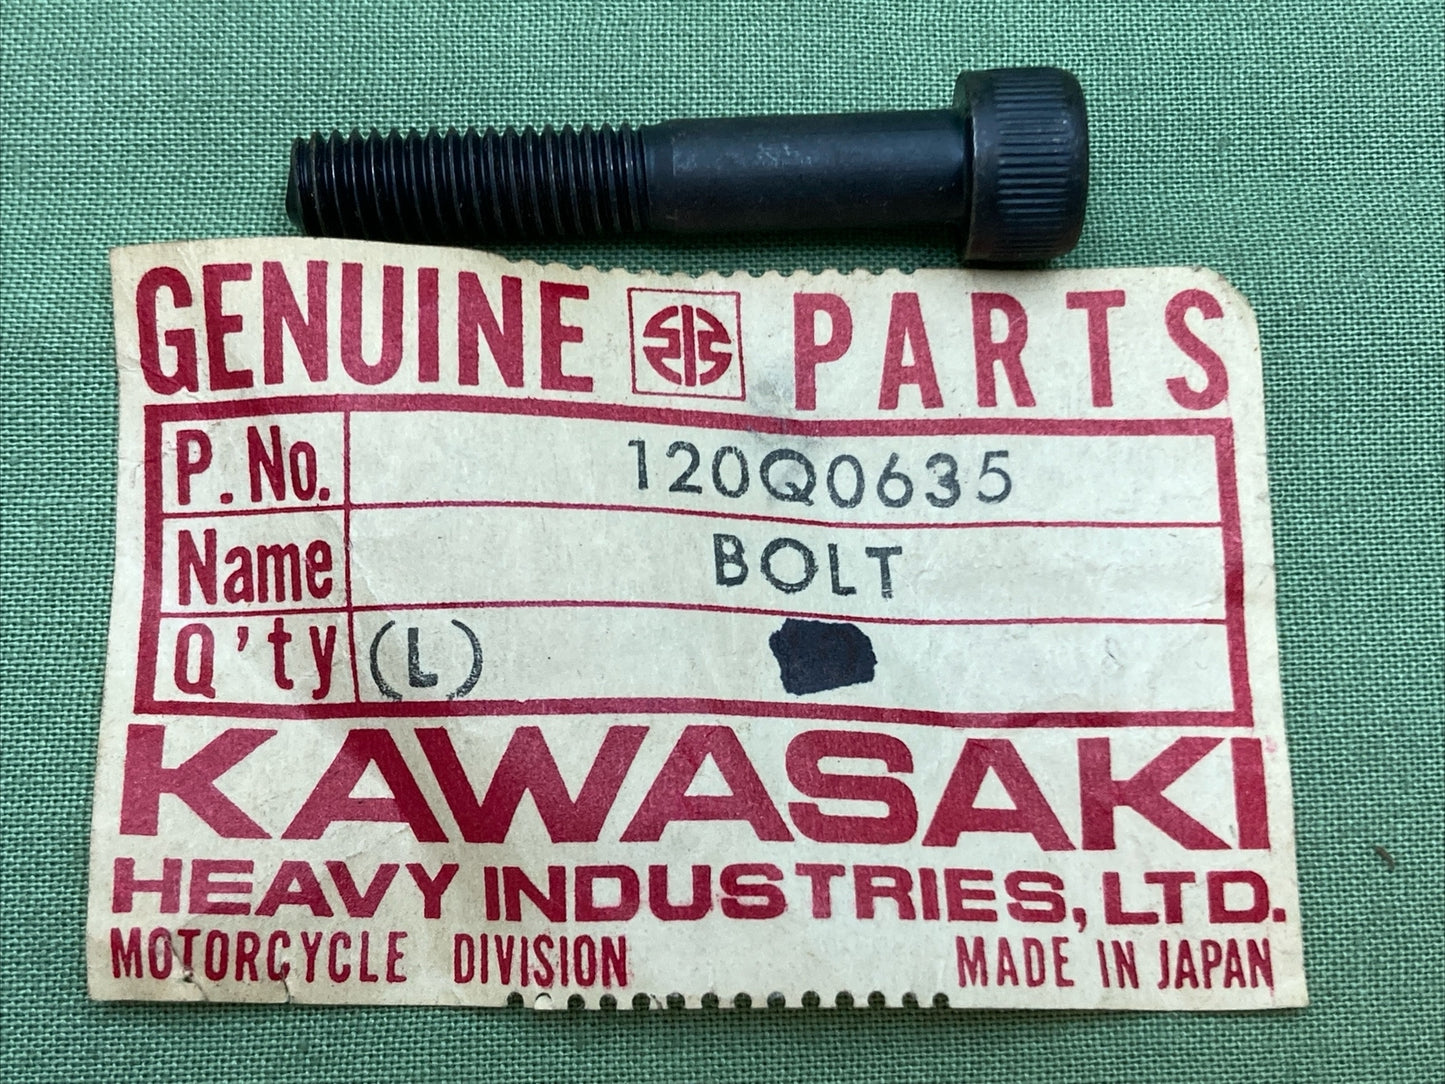 GENUINE PARTS
P. No. 120Q0635
Name BOLT
Q'ty (L)
KAWASAKI
HEAVY INDUSTRIES, LTD.
MOTORCYCLE DIVISION MADE IN JAPAN